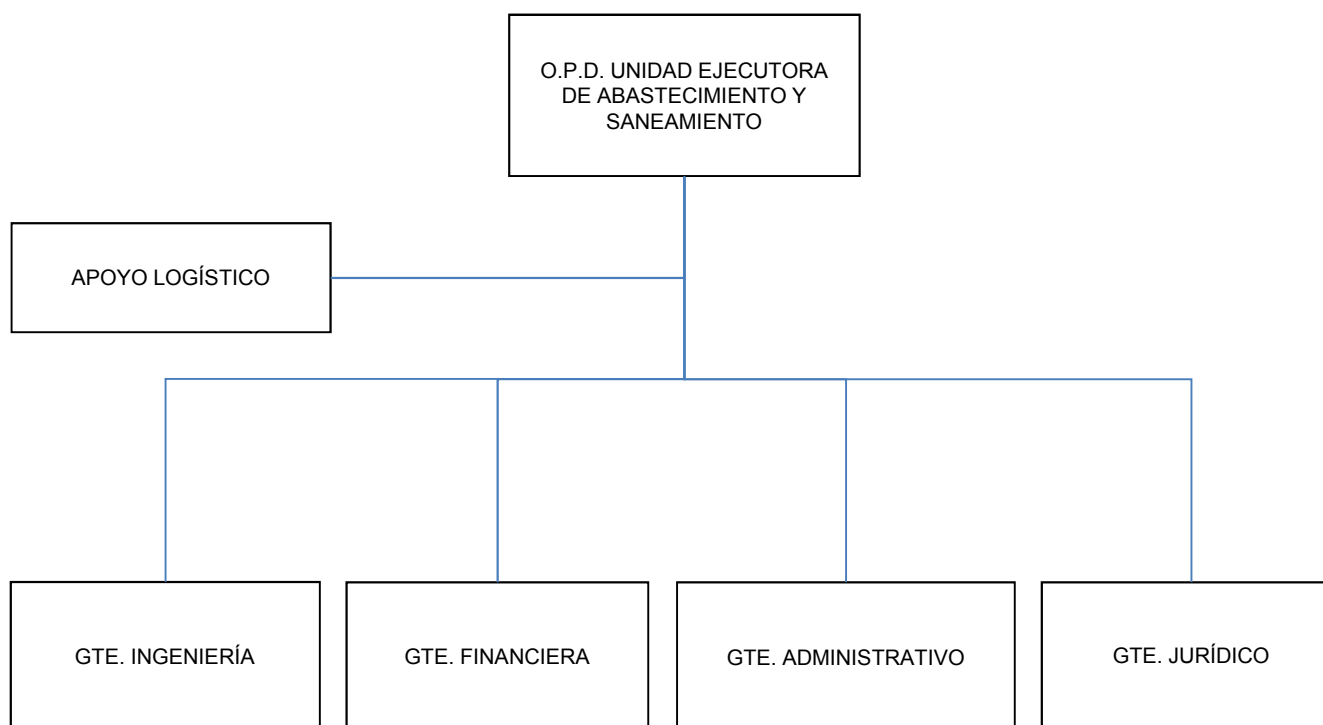 O.P.D. UNIDAD EJECUTORA
DE ABASTECIMIENTO Y
SANEAMIENTO
APOYO LOGÍSTICO
GTE. INGENIERÍA
GTE. FINANCIERA
GTE. ADMINISTRATIVO
GTE. JURÍDICO